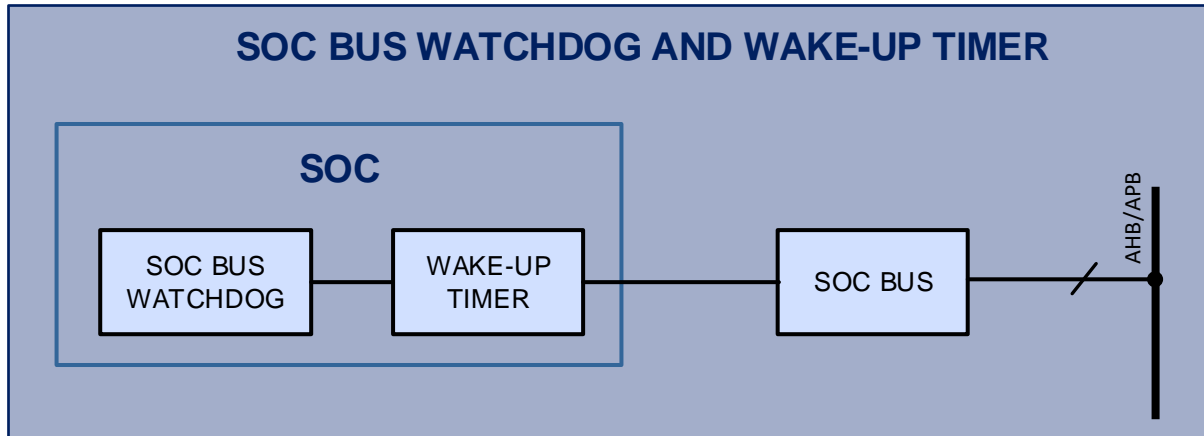 SOC BUS WATCHDOG AND WAKE-UP TIMER
SOC
SOC BUS
WATCHDOG
WAKE-UP
TIMER
SOC BUS
AHB/APB